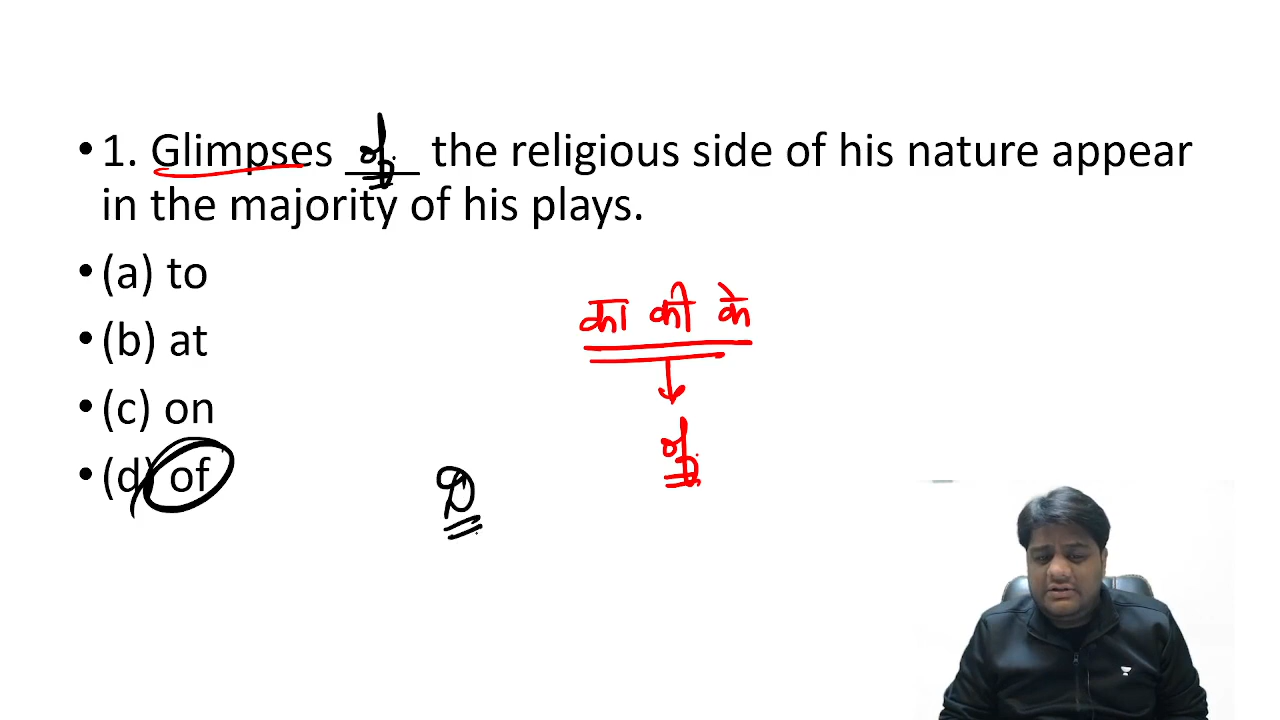 • 1. Glimpses of the religious side of his nature appear
in the majority of his plays.
• (a) to
• (b) at
का की के
• (c) on
of
• (d) of
D